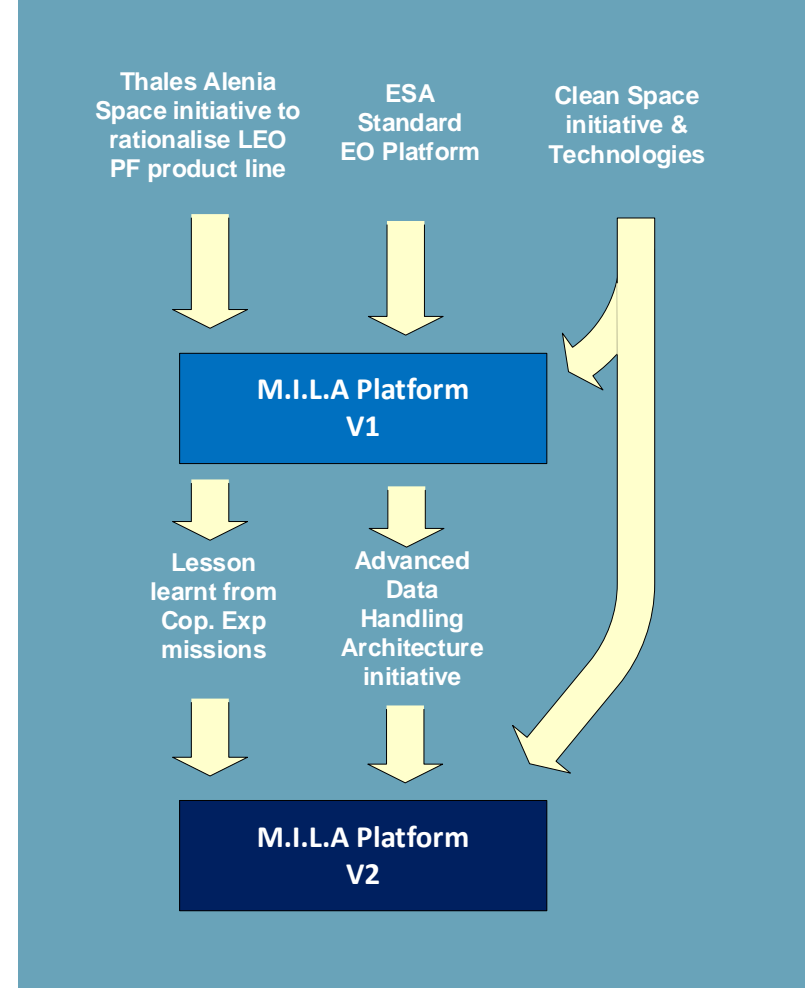 Thales Alenia
Space initiative to
rationalise LEO
PF product line
ESA
Standard
EO Platform
Clean Space
initiative &
Technologies
M.I.L.A Platform
V1
Lesson
learnt from
Cop. Exp
missions
Advanced
Data
Handling
Architecture
initiative
M.I.L.A Platform
V2